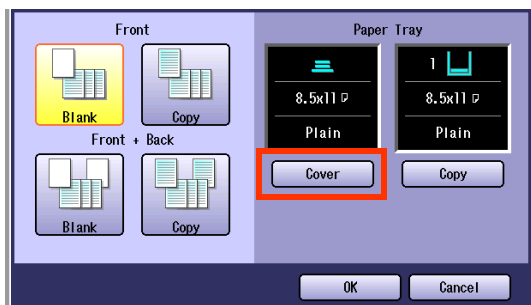 Front
Blank
Copy
Front + Back
Blank
Copy
Paper Tray
8.5x11
Plain
Cover
1
8.5x11
Plain
Copy
OK
Cancel